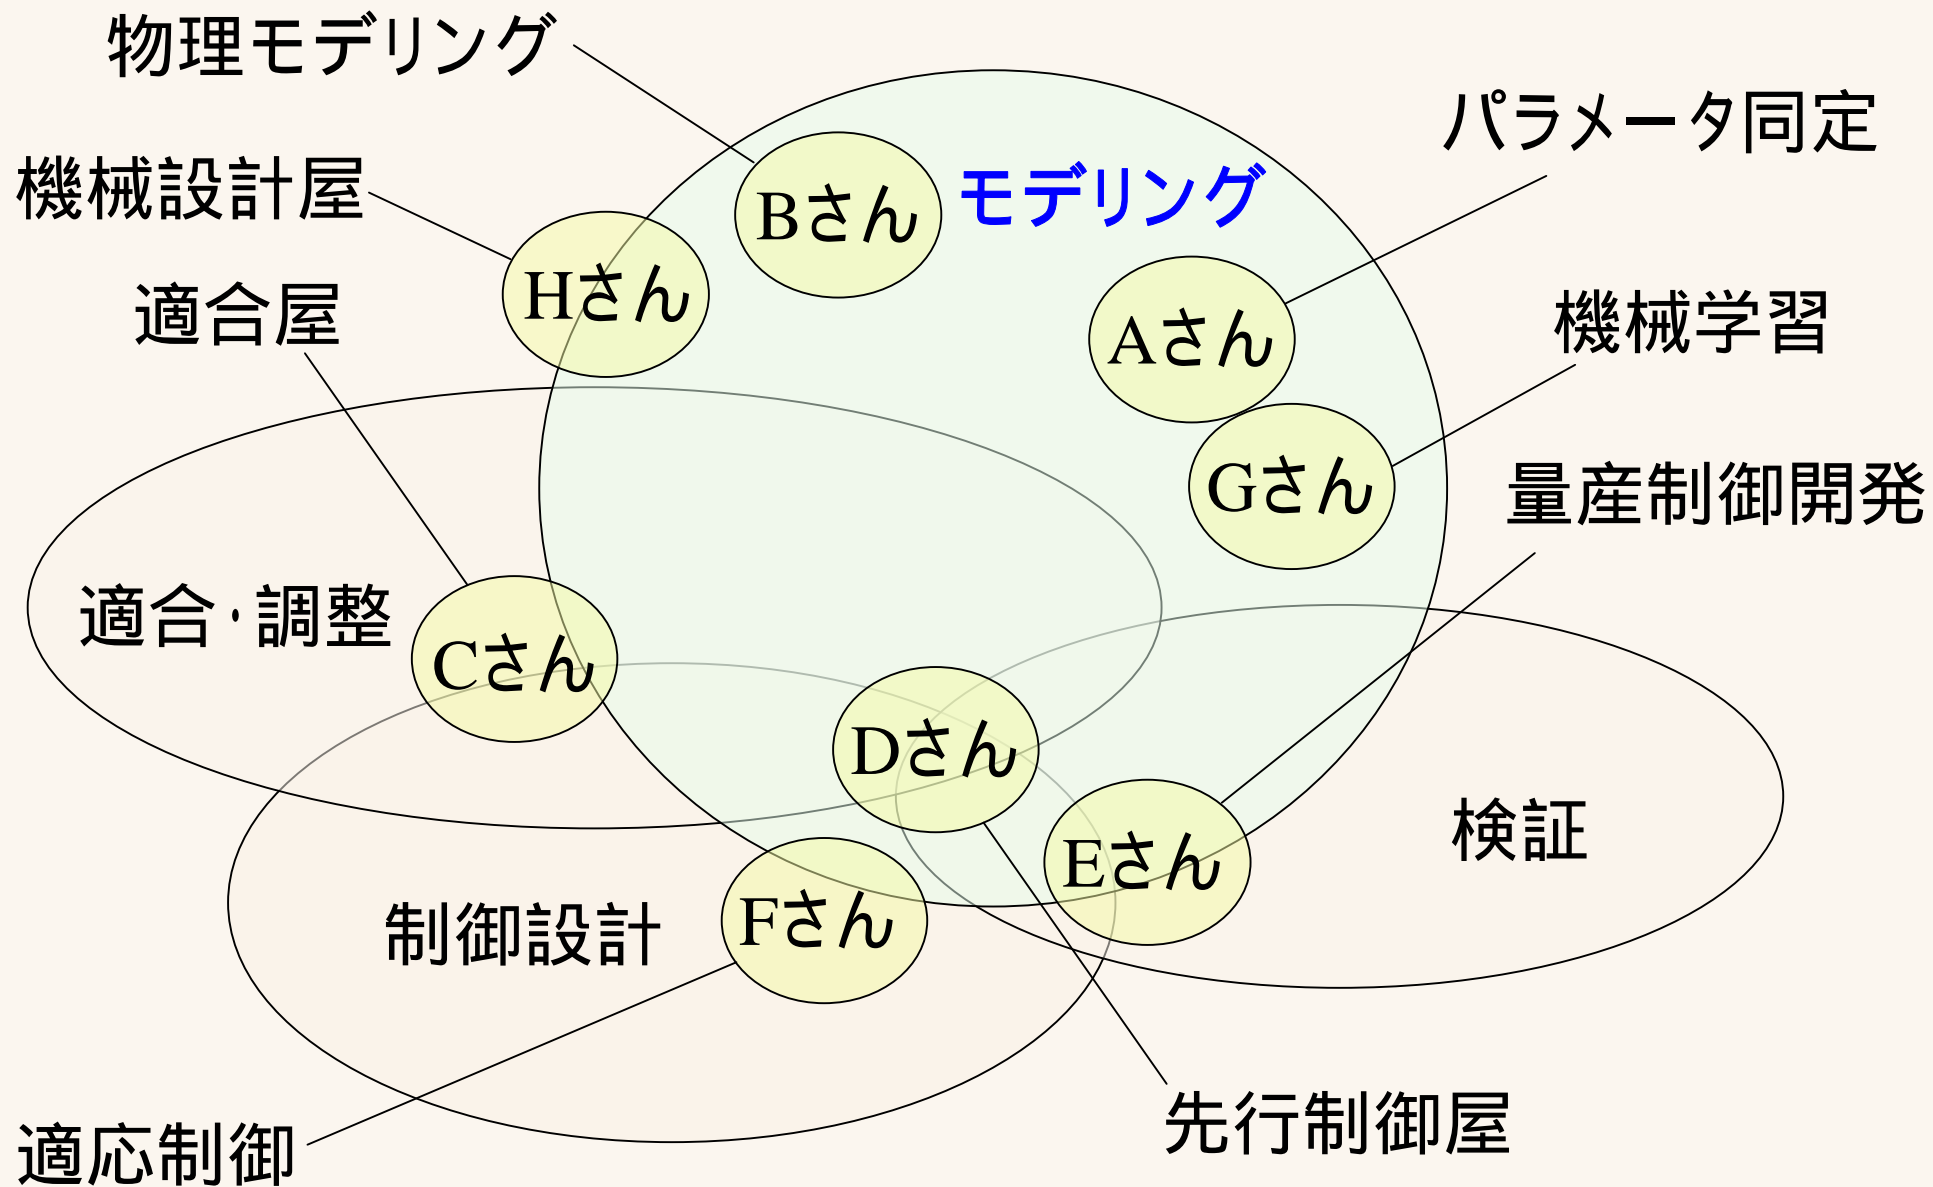 物理モデリング
パラメータ同定
機械設計屋
Bさん
モデリング
Hさん
適合屋
Aさん
機械学習
Gさん
量産制御開発
適合・調整
Cさん
Dさん
検証
Eさん
制御設計
Fさん
先行制御屋
適応制御